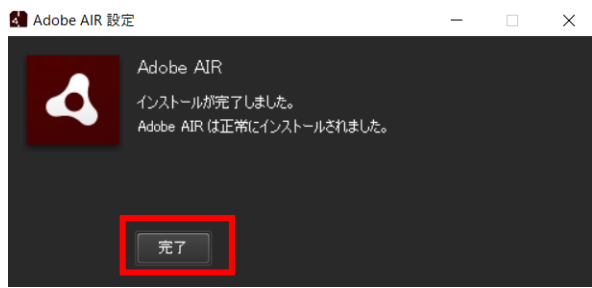 Adobe AIR 設定
Adobe AIR
インストールが完了しました。
Adobe AIR は正常にインストールされました。
完了